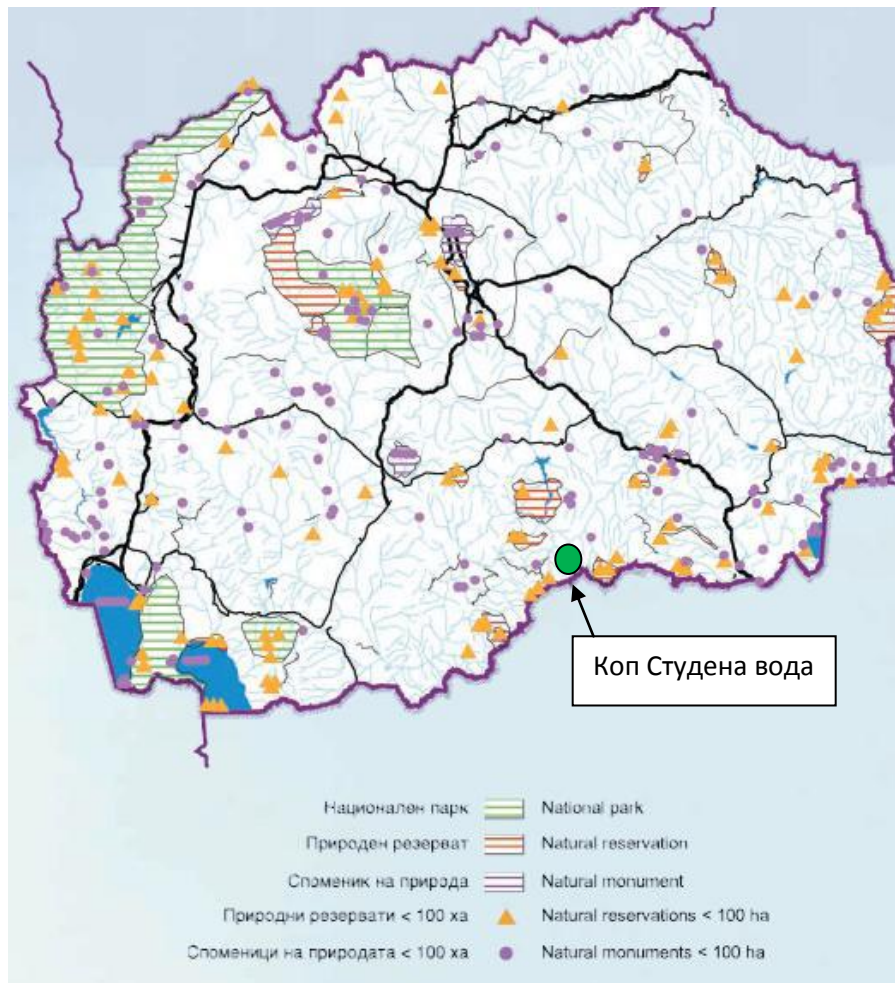 Коп Студена вода
Национален парк National park
Природен резерват Natural reservation
Споменик на природа Natural monument
Природни резервати < 100 ха Natural reservations < 100 ha
Споменици на природата < 100 ха Natural monuments < 100 ha